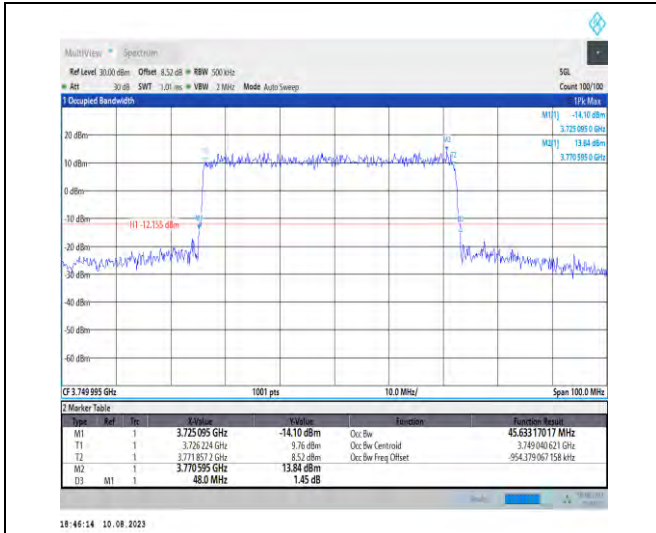 MultiView Spectrum
Ref Level 30.00 dBm Offset 8.52 dB RBW 500 kHz SGL
Att 30 dB SWT 1.01 ms VBW 2 MHz Mode Auto Sweep Count 100/100
1 Occupied Bandwidth 1Pk Max
M1[1] -14.10 dBm
3.725 095 0 GHz
M2[1] 13.84 dBm
3.770 595 0 GHz
20 dBm
M2
T2
10 dBm
0 dBm
-10 dBm
H1 -12.155 dBm
-20 dBm
-30 dBm
-40 dBm
-50 dBm
-60 dBm
CF 3.749 995 GHz 1001 pts 10.0 MHz/ Span 100.0 MHz
2 Marker Table
Type Ref Trc X-Value Y-Value Function Function Result
M1 1 3.725 095 GHz -14.10 dBm Occ Bw 45.633 170 17 MHz
T1 1 3.726 224 GHz 9.76 dBm Occ Bw Centroid 3.749 040 621 GHz
T2 1 3.771 857 2 GHz 8.52 dBm Occ Bw Freq Offset -954.379 067 158 kHz
M2 1 3.770 595 GHz 13.84 dBm
D3 M1 1 48.0 MHz 1.45 dB
18:46:14 10.08.2023